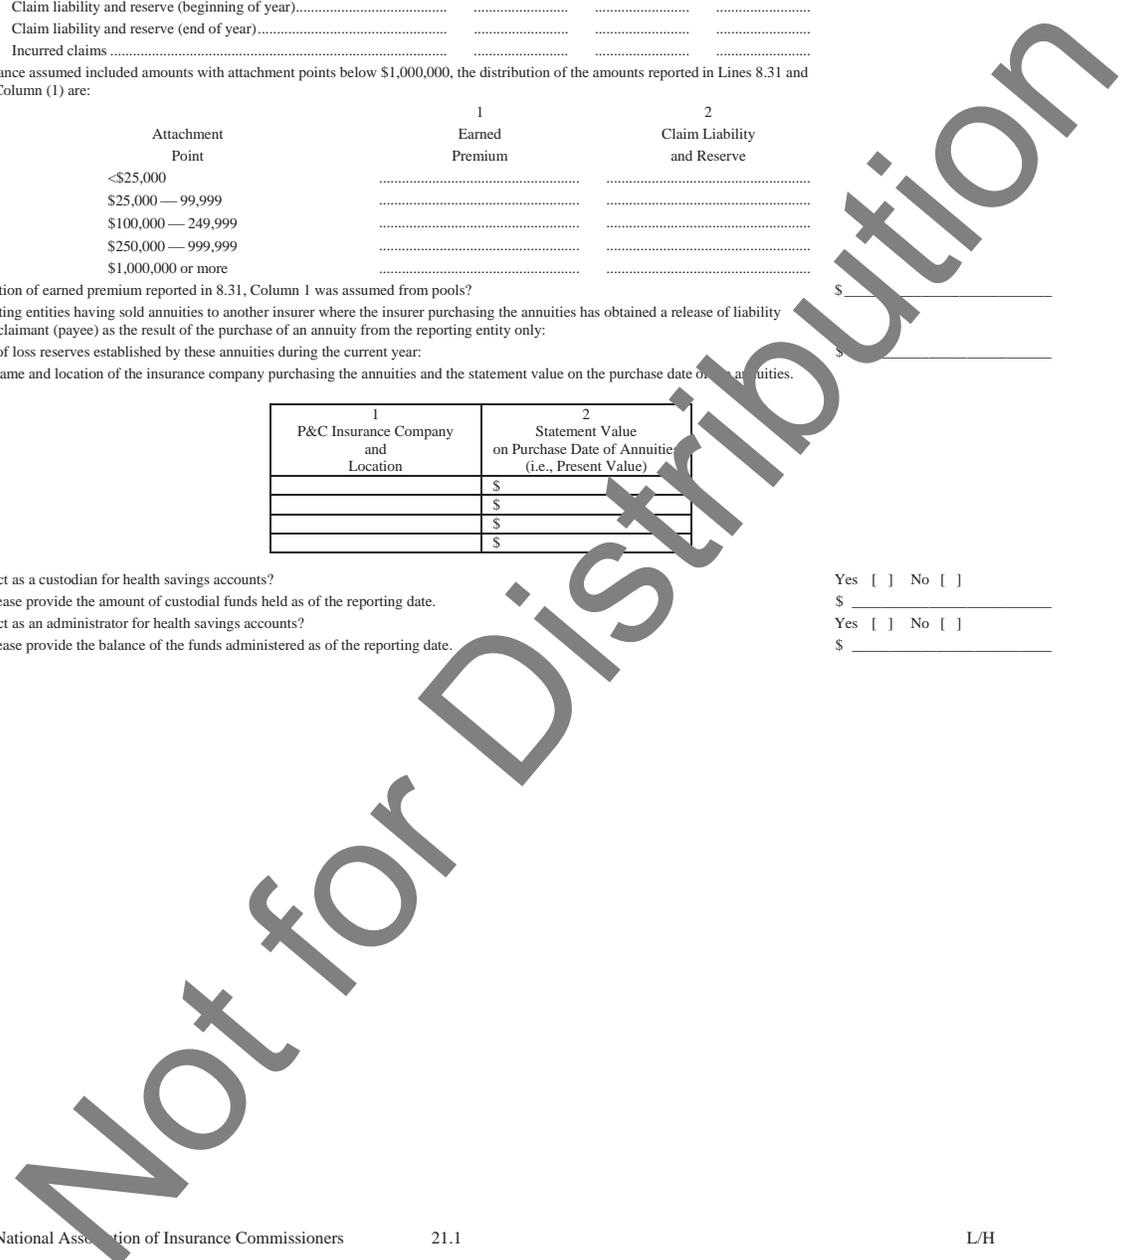 Claim liability and reserve (beginning of year)........................................ ......................... ......................... .........................
Claim liability and reserve (end of year).................................................. ......................... ......................... .........................
Incurred claims ......................................................................................... ......................... ......................... .........................
ance assumed included amounts with attachment points below $1,000,000, the distribution of the amounts reported in Lines 8.31 and
Column (1) are:
1 2
Attachment Earned Claim Liability
Point Premium and Reserve
<$25,000 ..................................................... ......................................................
$25,000 — 99,999 ..................................................... ......................................................
$100,000 — 249,999 ..................................................... ......................................................
$250,000 — 999,999 ..................................................... ......................................................
$1,000,000 or more ..................................................... ......................................................
tion of earned premium reported in 8.31, Column 1 was assumed from pools? $___________________________
ting entities having sold annuities to another insurer where the insurer purchasing the annuities has obtained a release of liability
claimant (payee) as the result of the purchase of an annuity from the reporting entity only:
of loss reserves established by these annuities during the current year: $___________________________
ame and location of the insurance company purchasing the annuities and the statement value on the purchase date of annuities.
1 2
P&C Insurance Company Statement Value
and on Purchase Date of Annuities
Location (i.e., Present Value)
$
$
$
$
ct as a custodian for health savings accounts? Yes [ ] No [ ]
ease provide the amount of custodial funds held as of the reporting date. $ __________________________
ct as an administrator for health savings accounts? Yes [ ] No [ ]
ease provide the balance of the funds administered as of the reporting date. $ __________________________
Not for Distribution
National Association of Insurance Commissioners 21.1 L/H